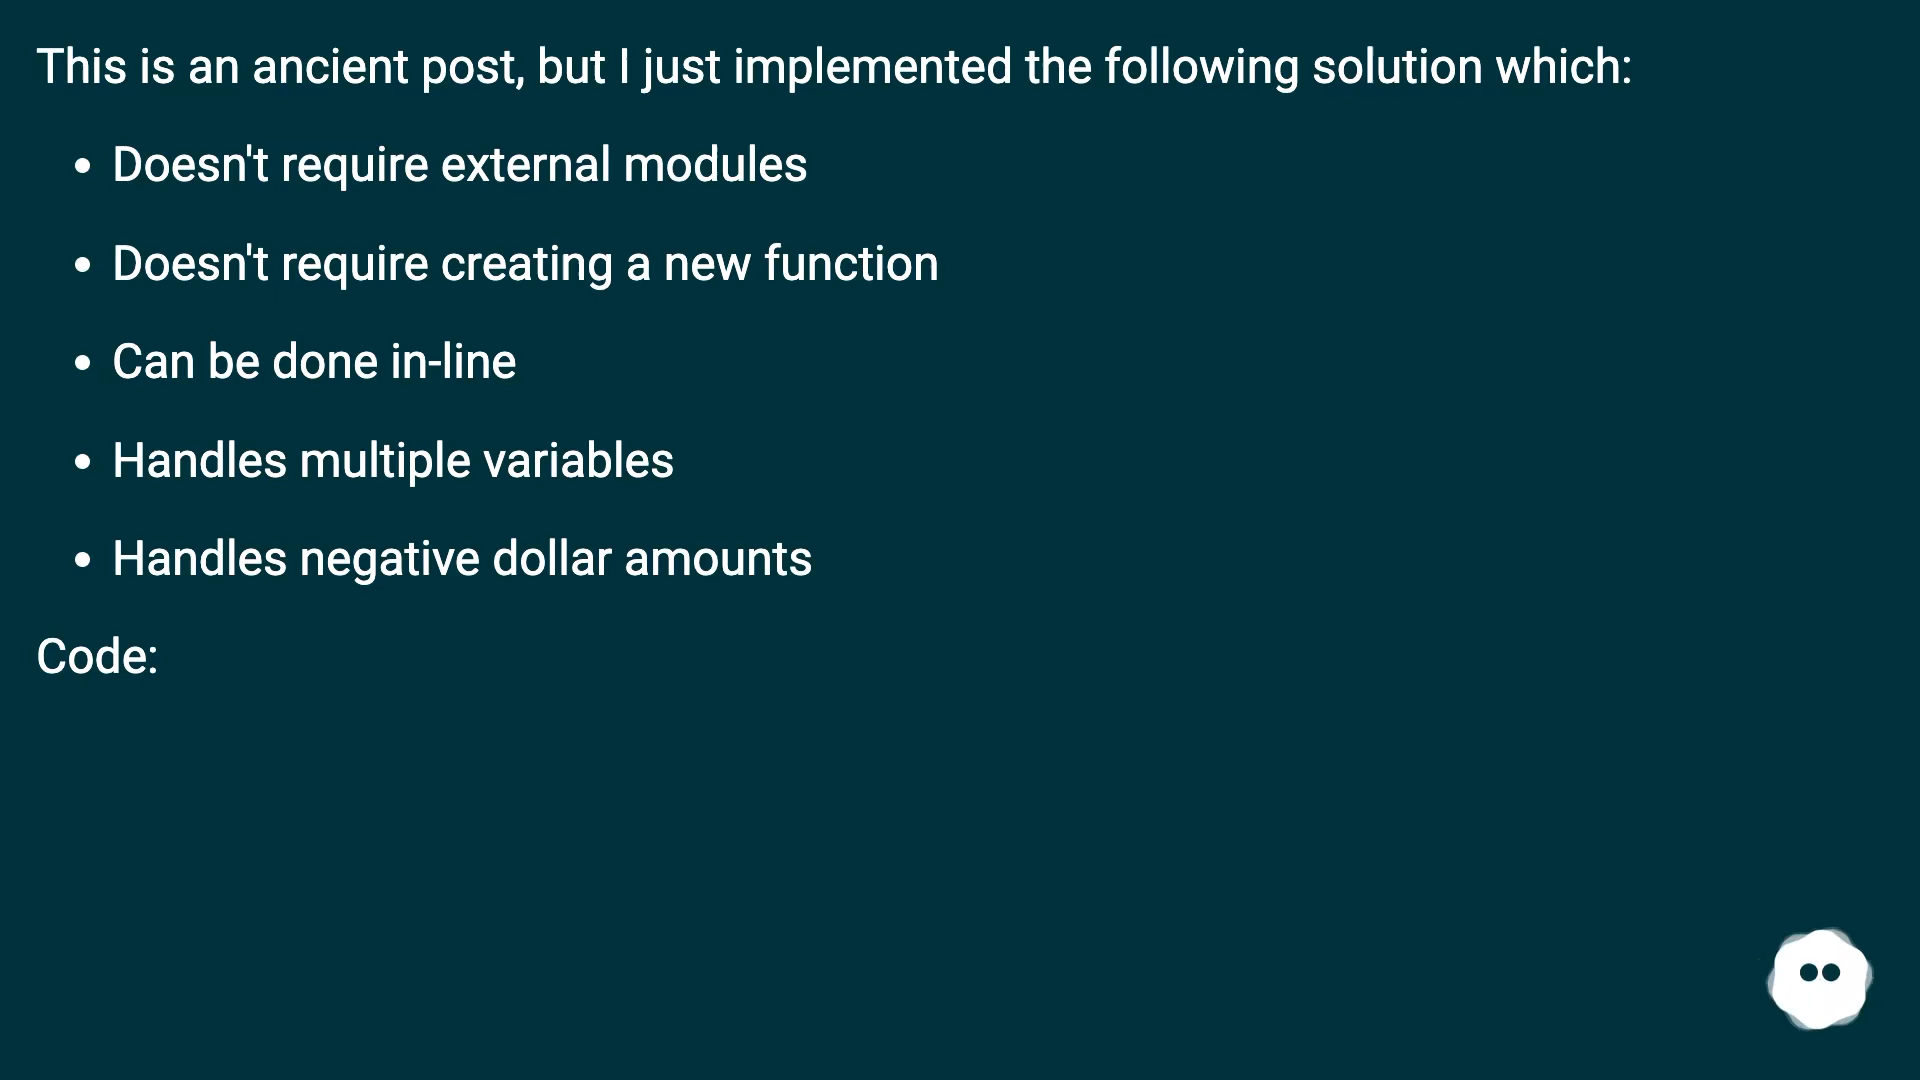 This is an ancient post, but I just implemented the following solution which:
• Doesn't require external modules
• Doesn't require creating a new function
• Can be done in-line
• Handles multiple variables
• Handles negative dollar amounts
Code: